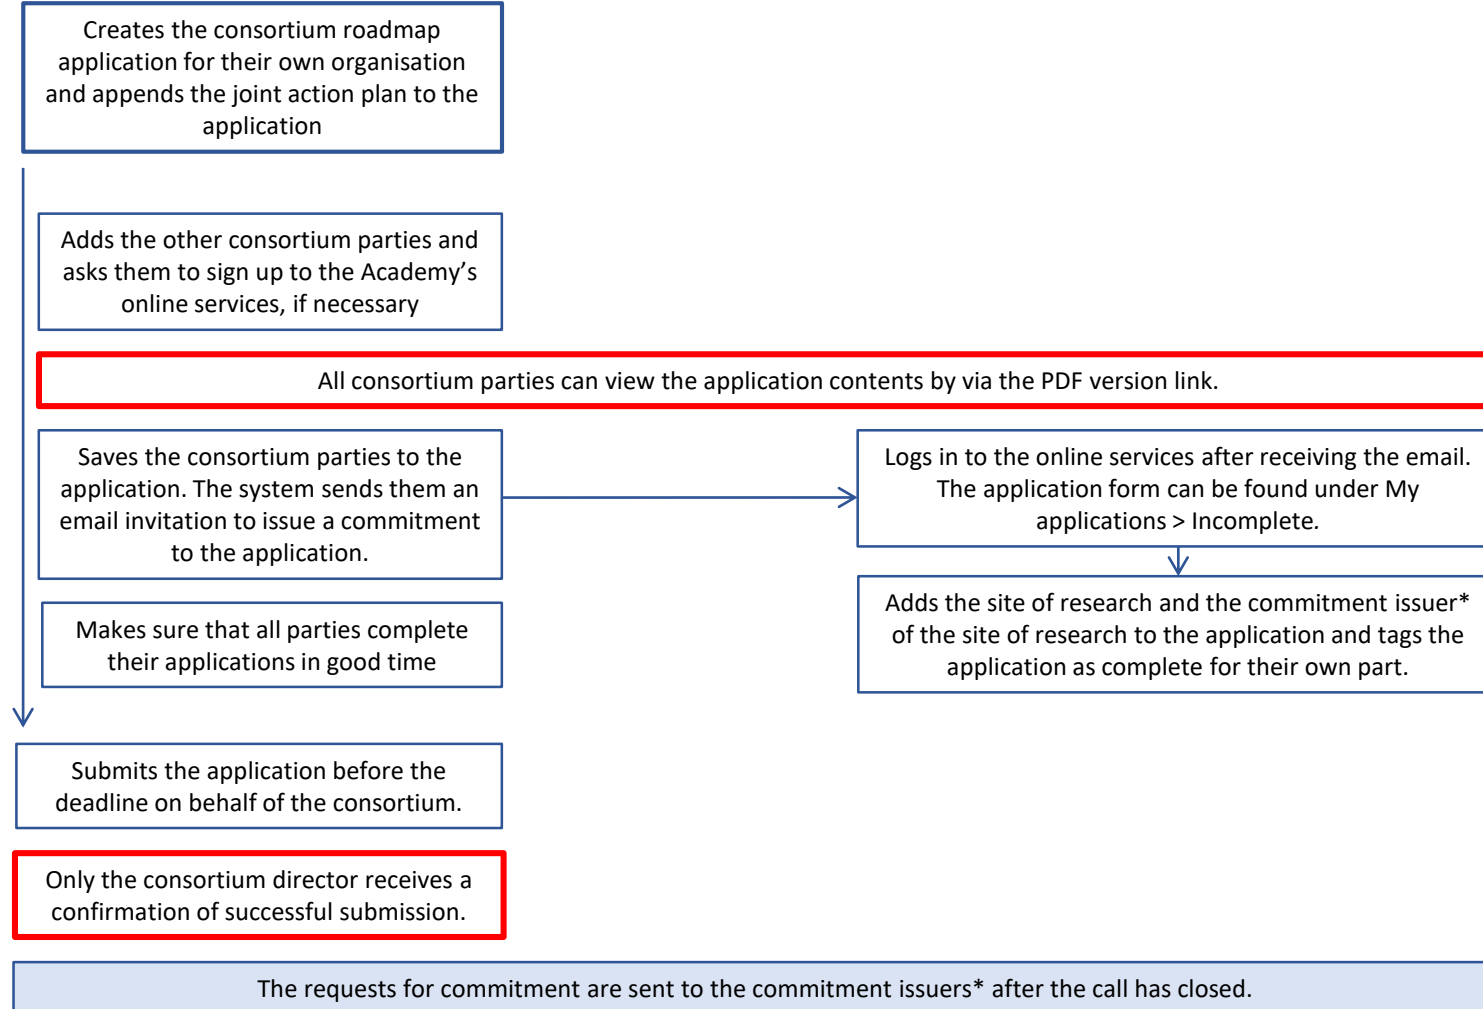 Creates the consortium roadmap
application for their own organisation
and appends the joint action plan to the
application
Adds the other consortium parties and
asks them to sign up to the Academy’s
online services, if necessary
All consortium parties can view the application contents by via the PDF version link.
Saves the consortium parties to the
application. The system sends them an
email invitation to issue a commitment
to the application.
Logs in to the online services after receiving the email.
The application form can be found under My
applications > Incomplete.
Makes sure that all parties complete
their applications in good time
Adds the site of research and the commitment issuer*
of the site of research to the application and tags the
application as complete for their own part.
Submits the application before the
deadline on behalf of the consortium.
Only the consortium director receives a
confirmation of successful submission.
The requests for commitment are sent to the commitment issuers* after the call has closed.